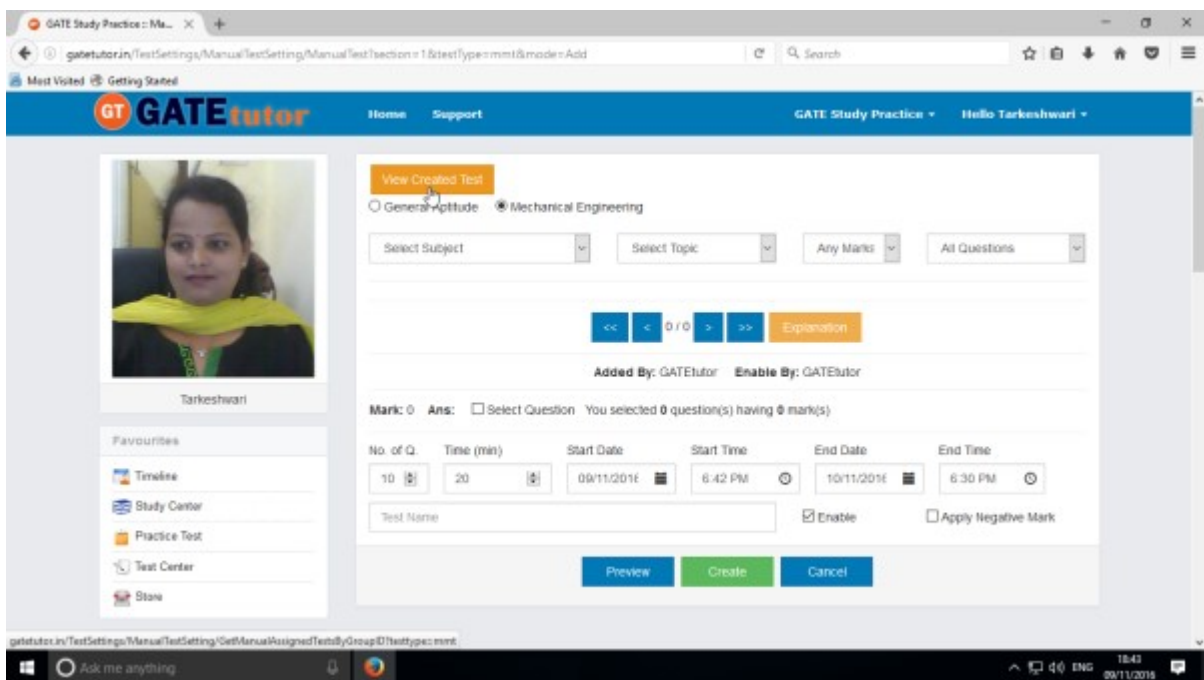 GATE Study Practice :: Ma...
gatetutor.in/TestSettings/ManualTestSetting/ManualTest?section=1&testType=mmt&mode=Add
Search
Most Visited Getting Started
GT GATEtutor Home Support GATE Study Practice Hello Tarkeshwari
View Created Test
General Aptitude Mechanical Engineering
Select Subject Select Topic Any Marks All Questions
<< < 0 / 0 > >> Explanation
Added By: GATEtutor Enable By: GATEtutor
Tarkeshwari
Mark: 0 Ans: Select Question You selected 0 question(s) having 0 mark(s)
Favourites
No. of Q. Time (min) Start Date Start Time End Date End Time
Timeline
10 20 09/11/2016 6:42 PM 10/11/2016 6:30 PM
Study Center
Test Name Enable Apply Negative Mark
Practice Test
Test Center
Preview Create Cancel
Store
gatetutor.in/TestSettings/ManualTestSetting/GetManualAssignedTestsByGroupID?testtype=mmt
Ask me anything ENG 18:43
09/11/2016